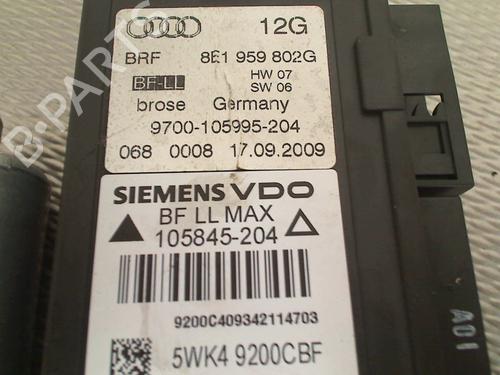 12G
BRF 8E1 959 802G
BF-LL HW 07
SW 06
brose Germany
9700-105995-204
068 0008 17.09.2009
SIEMENS VDO
BF LL MAX
105845-204
9200C409342114703
5WK4 9200CBF
A01
B-PARTS